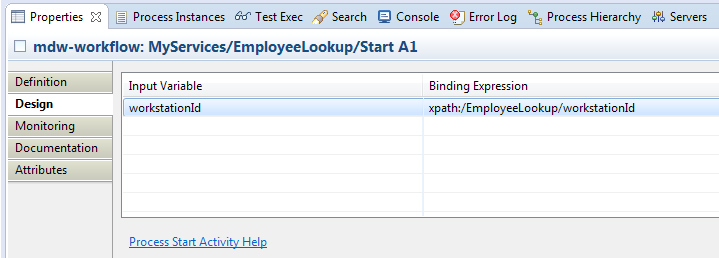 Properties Process Instances Test Exec Search Console Error Log Process Hierarchy Servers
mdw-workflow: MyServices/EmployeeLookup/Start A1
Definition
Design
Monitoring
Documentation
Attributes
Input Variable Binding Expression
workstationId xpath:/EmployeeLookup/workstationId
Process Start Activity Help